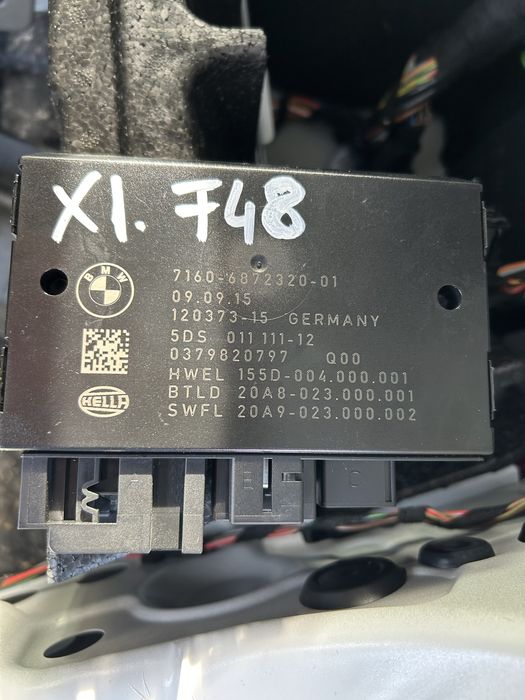 X1. F48
7160-6872320-01
BMW
09.09.15
120373-15 GERMANY
5DS 011 111-12
0379820797 Q00
HELLA
HWEL 155D-004.000.001
BTLD 20A8-023.000.001
SWFL 20A9-023.000.002
C